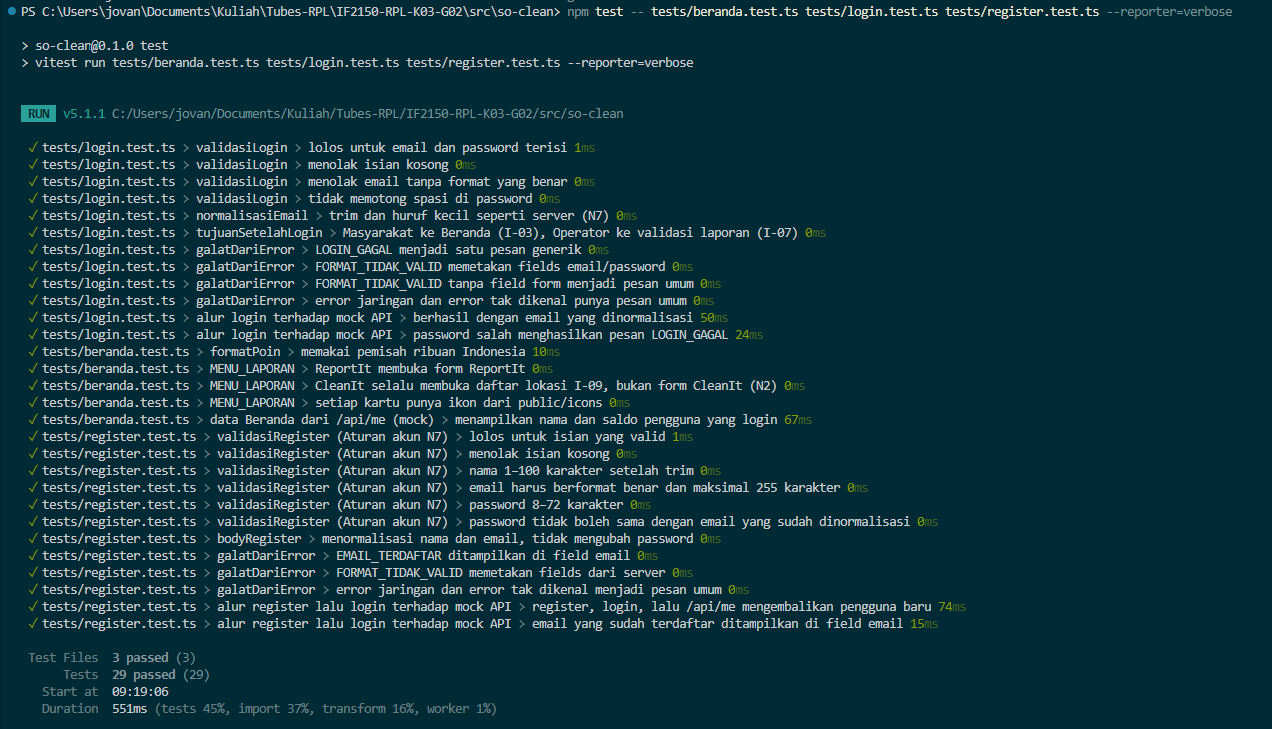 PS C:\Users\jovan\Documents\Kuliah\Tubes-RPL\IF2150-RPL-K03-G02\src\so-clean> npm test -- tests/beranda.test.ts tests/login.test.ts tests/register.test.ts --reporter=verbose
> so-clean@0.1.0 test
> vitest run tests/beranda.test.ts tests/login.test.ts tests/register.test.ts --reporter=verbose
RUN v5.1.1 C:/Users/jovan/Documents/Kuliah/Tubes-RPL/IF2150-RPL-K03-G02/src/so-clean
✓ tests/login.test.ts > validasiLogin > lolos untuk email dan password terisi 1ms
✓ tests/login.test.ts > validasiLogin > menolak isian kosong 0ms
✓ tests/login.test.ts > validasiLogin > menolak email tanpa format yang benar 0ms
✓ tests/login.test.ts > validasiLogin > tidak memotong spasi di password 0ms
✓ tests/login.test.ts > normalisasiEmail > trim dan huruf kecil seperti server (N7) 0ms
✓ tests/login.test.ts > tujuanSetelahLogin > Masyarakat ke Beranda (I-03), Operator ke validasi laporan (I-07) 0ms
✓ tests/login.test.ts > galatDariError > LOGIN_GAGAL menjadi satu pesan generik 0ms
✓ tests/login.test.ts > galatDariError > FORMAT_TIDAK_VALID memetakan fields email/password 0ms
✓ tests/login.test.ts > galatDariError > FORMAT_TIDAK_VALID tanpa field form menjadi pesan umum 0ms
✓ tests/login.test.ts > galatDariError > error jaringan dan error tak dikenal punya pesan umum 0ms
✓ tests/login.test.ts > alur login terhadap mock API > berhasil dengan email yang dinormalisasi 50ms
✓ tests/login.test.ts > alur login terhadap mock API > password salah menghasilkan pesan LOGIN_GAGAL 24ms
✓ tests/beranda.test.ts > formatPoin > memakai pemisah ribuan Indonesia 10ms
✓ tests/beranda.test.ts > MENU_LAPORAN > ReportIt membuka form ReportIt 0ms
✓ tests/beranda.test.ts > MENU_LAPORAN > CleanIt selalu membuka daftar lokasi I-09, bukan form CleanIt (N2) 0ms
✓ tests/beranda.test.ts > MENU_LAPORAN > setiap kartu punya ikon dari public/icons 0ms
✓ tests/beranda.test.ts > data Beranda dari /api/me (mock) > menampilkan nama dan saldo pengguna yang login 67ms
✓ tests/register.test.ts > validasiRegister (Aturan akun N7) > lolos untuk isian yang valid 1ms
✓ tests/register.test.ts > validasiRegister (Aturan akun N7) > menolak isian kosong 0ms
✓ tests/register.test.ts > validasiRegister (Aturan akun N7) > nama 1–100 karakter setelah trim 0ms
✓ tests/register.test.ts > validasiRegister (Aturan akun N7) > email harus berformat benar dan maksimal 255 karakter 0ms
✓ tests/register.test.ts > validasiRegister (Aturan akun N7) > password 8–72 karakter 0ms
✓ tests/register.test.ts > validasiRegister (Aturan akun N7) > password tidak boleh sama dengan email yang sudah dinormalisasi 0ms
✓ tests/register.test.ts > bodyRegister > menormalisasi nama dan email, tidak mengubah password 0ms
✓ tests/register.test.ts > galatDariError > EMAIL_TERDAFTAR ditampilkan di field email 0ms
✓ tests/register.test.ts > galatDariError > FORMAT_TIDAK_VALID memetakan fields dari server 0ms
✓ tests/register.test.ts > galatDariError > error jaringan dan error tak dikenal menjadi pesan umum 0ms
✓ tests/register.test.ts > alur register lalu login terhadap mock API > register, login, lalu /api/me mengembalikan pengguna baru 74ms
✓ tests/register.test.ts > alur register lalu login terhadap mock API > email yang sudah terdaftar ditampilkan di field email 15ms
Test Files 3 passed (3)
Tests 29 passed (29)
Start at 09:19:06
Duration 551ms (tests 45%, import 37%, transform 16%, worker 1%)